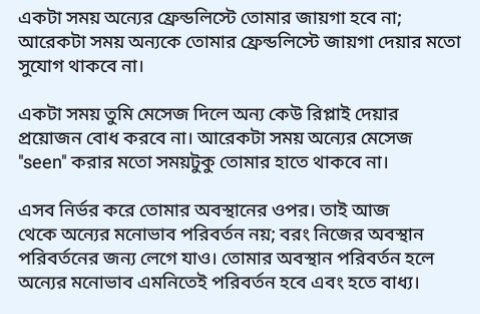 একটা সময় অন্যের ফ্রেন্ডলিস্টে তোমার জায়গা হবে না;
আরেকটা সময় অন্যকে তোমার ফ্রেন্ডলিস্টে জায়গা দেয়ার মতো
সুযোগ থাকবে না।
একটা সময় তুমি মেসেজ দিলে অন্য কেউ রিপ্লাই দেয়ার
প্রয়োজন বোধ করবে না। আরেকটা সময় অন্যের মেসেজ
"seen" করার মতো সময়টুকু তোমার হাতে থাকবে না।
এসব নির্ভর করে তোমার অবস্থানের ওপর। তাই আজ
থেকে অন্যের মনোভাব পরিবর্তন নয়; বরং নিজের অবস্থান
পরিবর্তনের জন্য লেগে যাও। তোমার অবস্থান পরিবর্তন হলে
অন্যের মনোভাব এমনিতেই পরিবর্তন হবে এবং হতে বাধ্য।